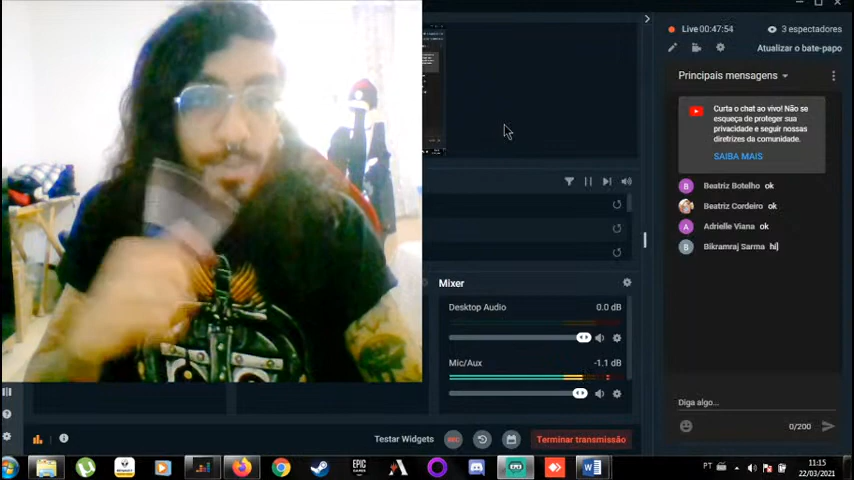 Live 00:47:54
3 espectadores
Atualizar o bate-papo
Principais mensagens
Curta o chat ao vivo! Não se
esqueça de proteger sua
privacidade e seguir nossas
diretrizes da comunidade.
SAIBA MAIS
B Beatriz Botelho ok
Beatriz Cordeiro ok
A Adrielle Viana ok
B Bikramraj Sarma hi
Mixer
Desktop Audio 0.0 dB
Mic/Aux -1.1 dB
Diga algo...
0/200
Testar Widgets
REC
Terminar transmissão
EPIC
GAMES
W
PT
11:15
22/03/2021